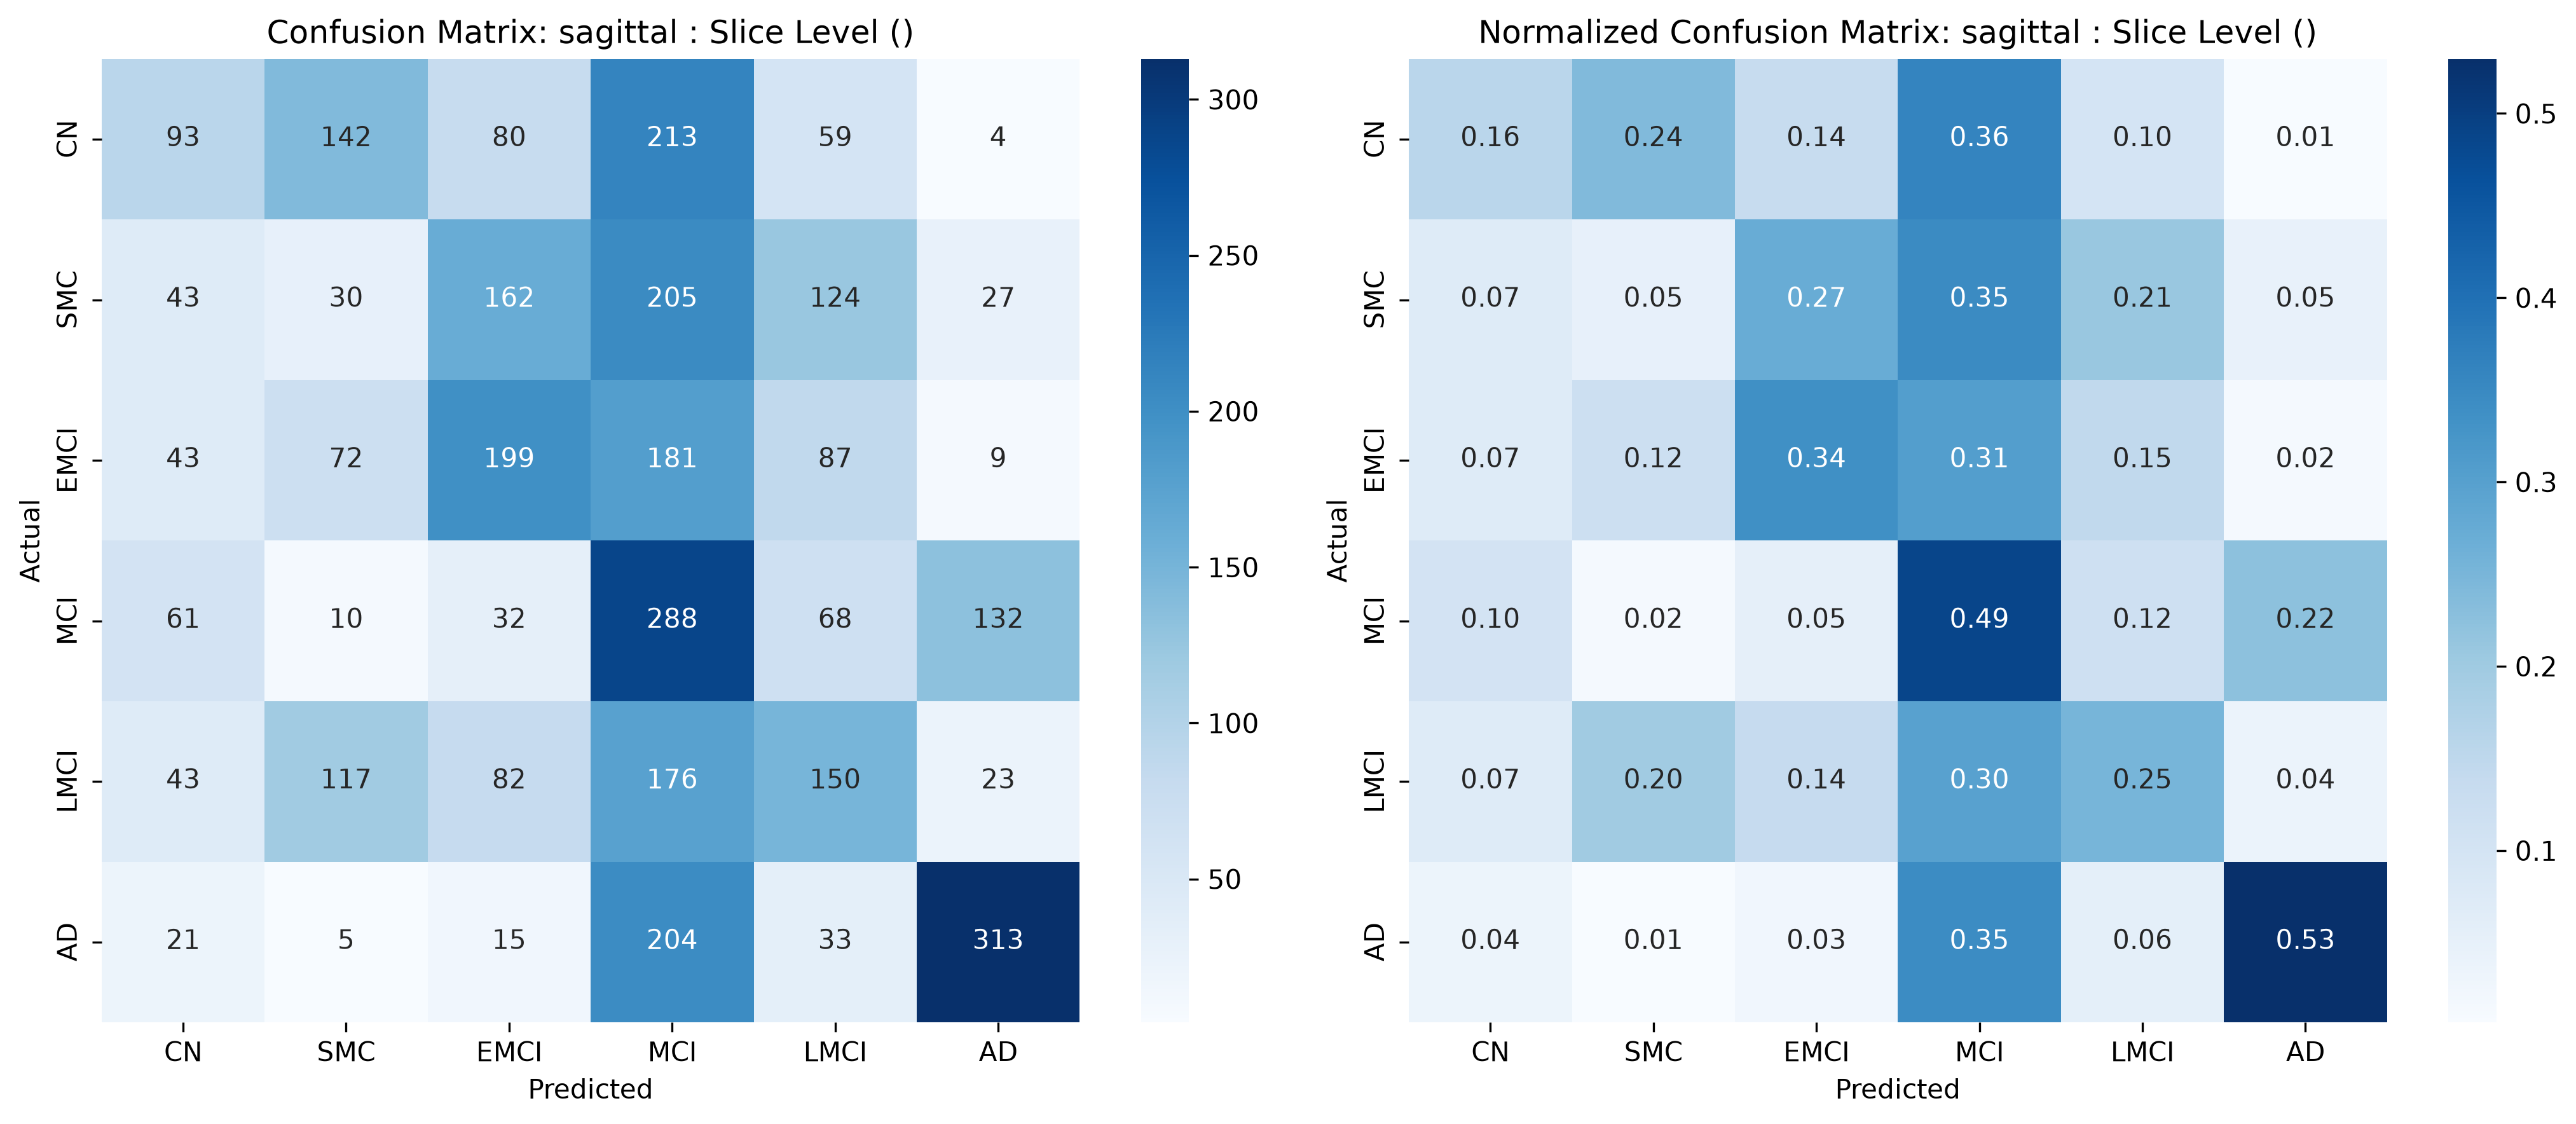 Confusion Matrix: sagittal : Slice Level ()
Actual
CN 93 142 80 213 59 4
SMC 43 30 162 205 124 27
EMCI 43 72 199 181 87 9
MCI 61 10 32 288 68 132
LMCI 43 117 82 176 150 23
AD 21 5 15 204 33 313
CN SMC EMCI MCI LMCI AD
Predicted
300
250
200
150
100
50
Normalized Confusion Matrix: sagittal : Slice Level ()
Actual
CN 0.16 0.24 0.14 0.36 0.10 0.01
SMC 0.07 0.05 0.27 0.35 0.21 0.05
EMCI 0.07 0.12 0.34 0.31 0.15 0.02
MCI 0.10 0.02 0.05 0.49 0.12 0.22
LMCI 0.07 0.20 0.14 0.30 0.25 0.04
AD 0.04 0.01 0.03 0.35 0.06 0.53
CN SMC EMCI MCI LMCI AD
Predicted
0.5
0.4
0.3
0.2
0.1